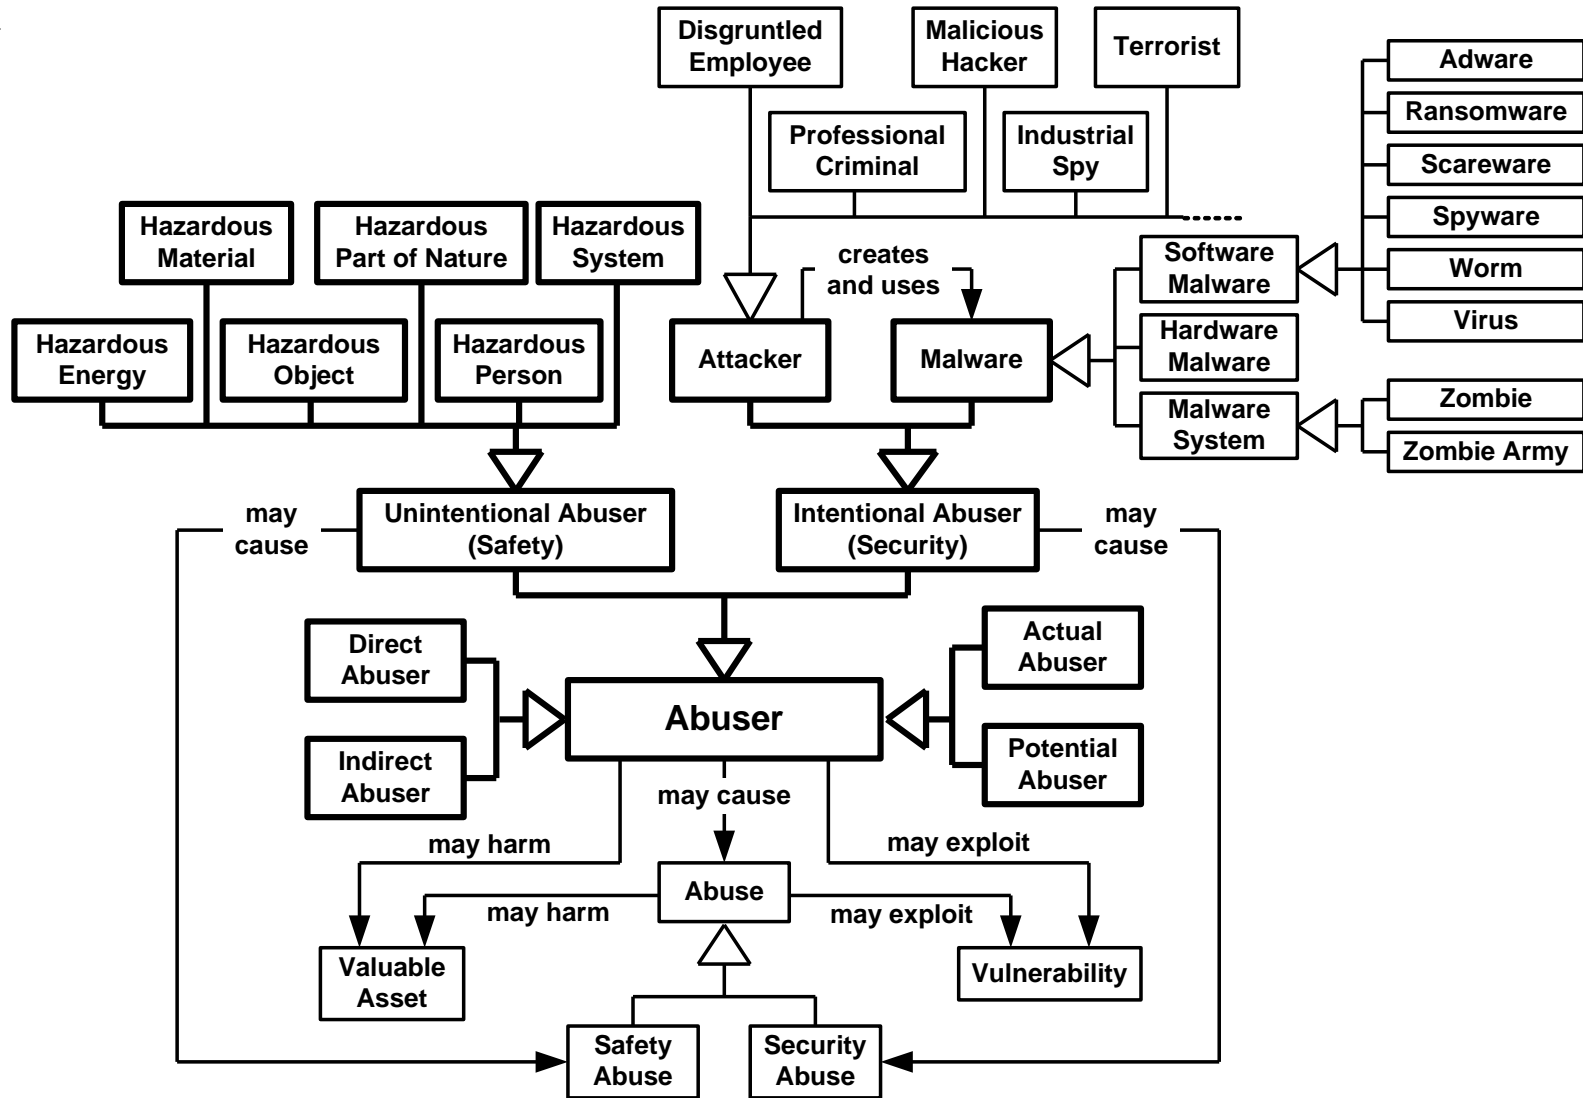 Disgruntled
Employee
Malicious
Hacker
Terrorist
Adware
Ransomware
Professional
Criminal
Industrial
Spy
Scareware
Spyware
Hazardous
Material
Hazardous
Part of Nature
Hazardous
System
creates
and uses
Software
Malware
Worm
Virus
Hazardous
Energy
Hazardous
Object
Hazardous
Person
Attacker
Malware
Hardware
Malware
Malware
System
Zombie
Zombie Army
may
cause
Unintentional Abuser
(Safety)
Intentional Abuser
(Security)
may
cause
Direct
Abuser
Actual
Abuser
Abuser
Indirect
Abuser
Potential
Abuser
may cause
may harm
may exploit
Abuse
may harm
may exploit
Valuable
Asset
Vulnerability
Safety
Abuse
Security
Abuse